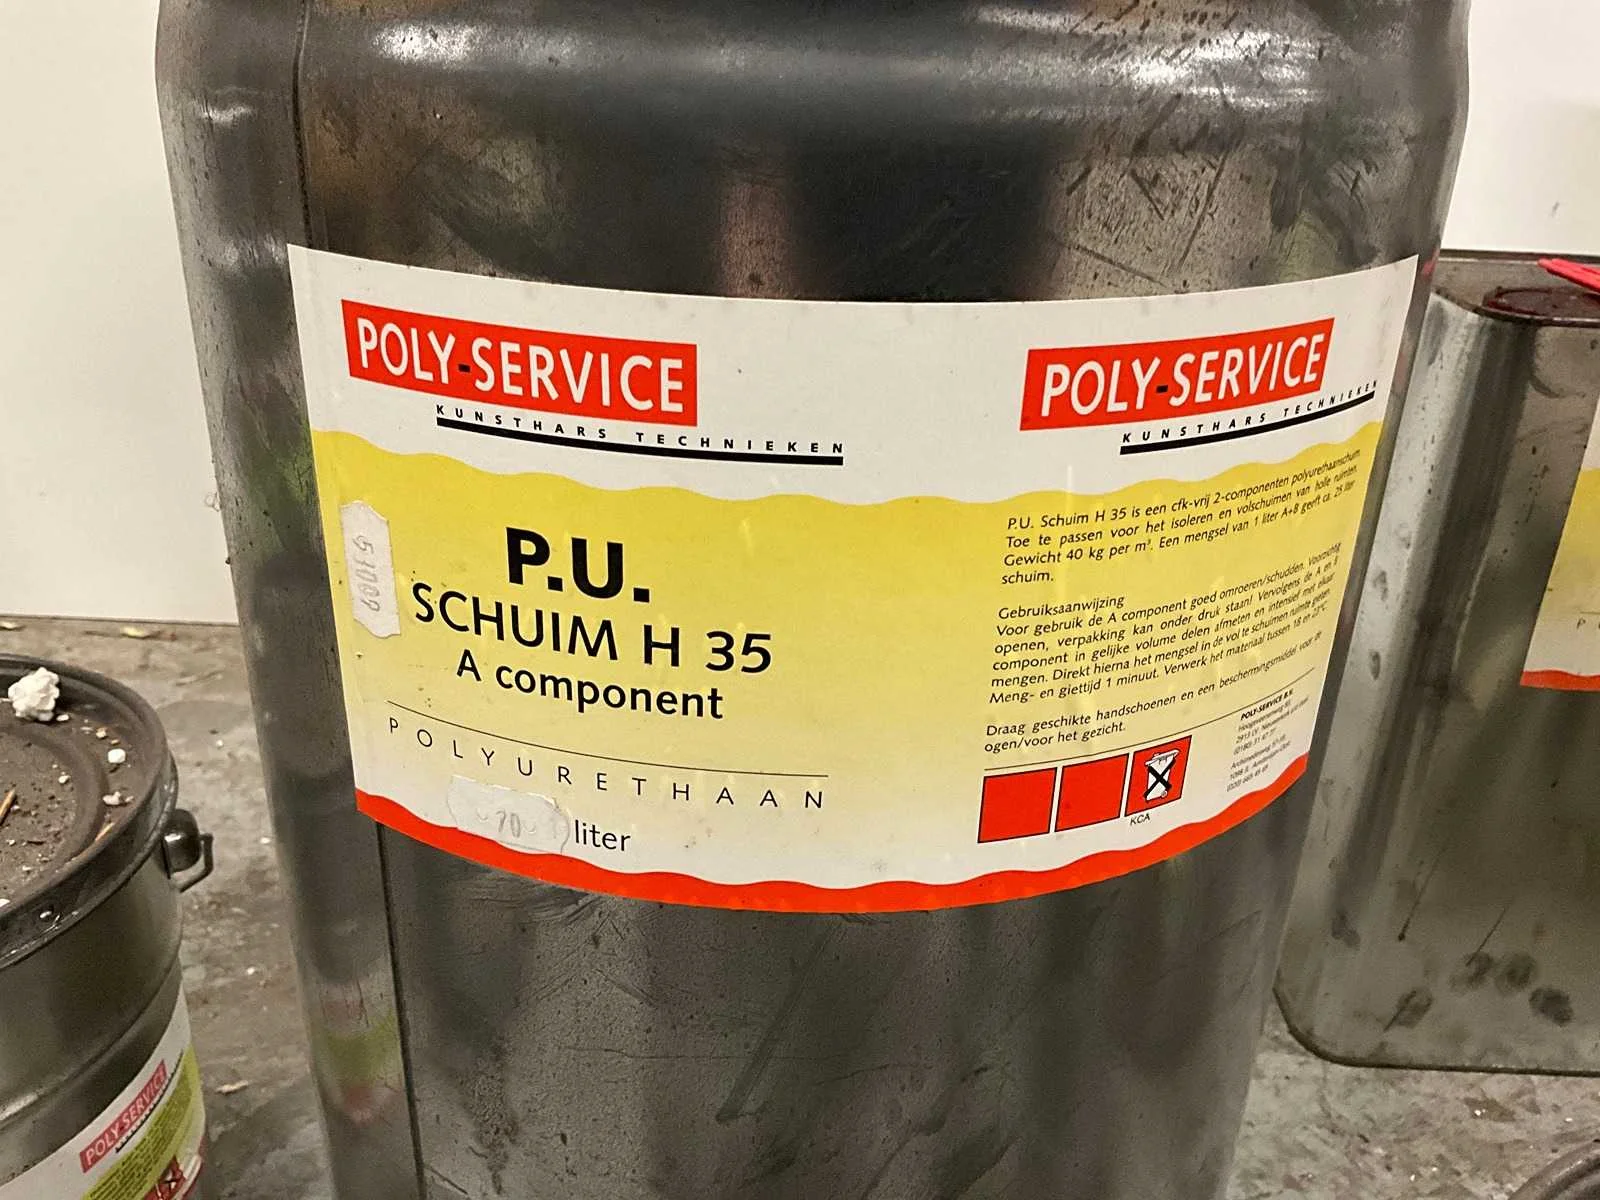 POLY-SERVICE
KUNSTHARS TECHNIEKEN
P.U.
SCHUIM H 35
A component
POLYURETHAAN
liter
53009
POLY-SERVICE
KUNSTHARS TECHNIEKEN
P.U. Schuim H 35 is een cfk-vrij 2-componenten polyurethaanschuim
Toe te passen voor het isoleren en volschuimen van holle ruimten.
Gewicht 40 kg per m³. Een mengsel van 1 liter A+B geeft ca. 25 liter
schuim.
Gebruiksaanwijzing
Voor gebruik de A component goed omroeren/schudden. Voorzichtig
openen, verpakking kan onder druk staan! Vervolgens de A en B
component in gelijke volume delen afmeten en intensief met elkaar
mengen. Direkt hierna het mengsel in de vol te schuimen ruimte gieten.
Meng- en giettijd 1 minuut. Verwerk het materiaal tussen 18 en 23°C.
Draag geschikte handschoenen en een beschermingsmiddel voor de
ogen/voor het gezicht.
KCA
POLY-SERVICE B.V.
POLY-SERVICE